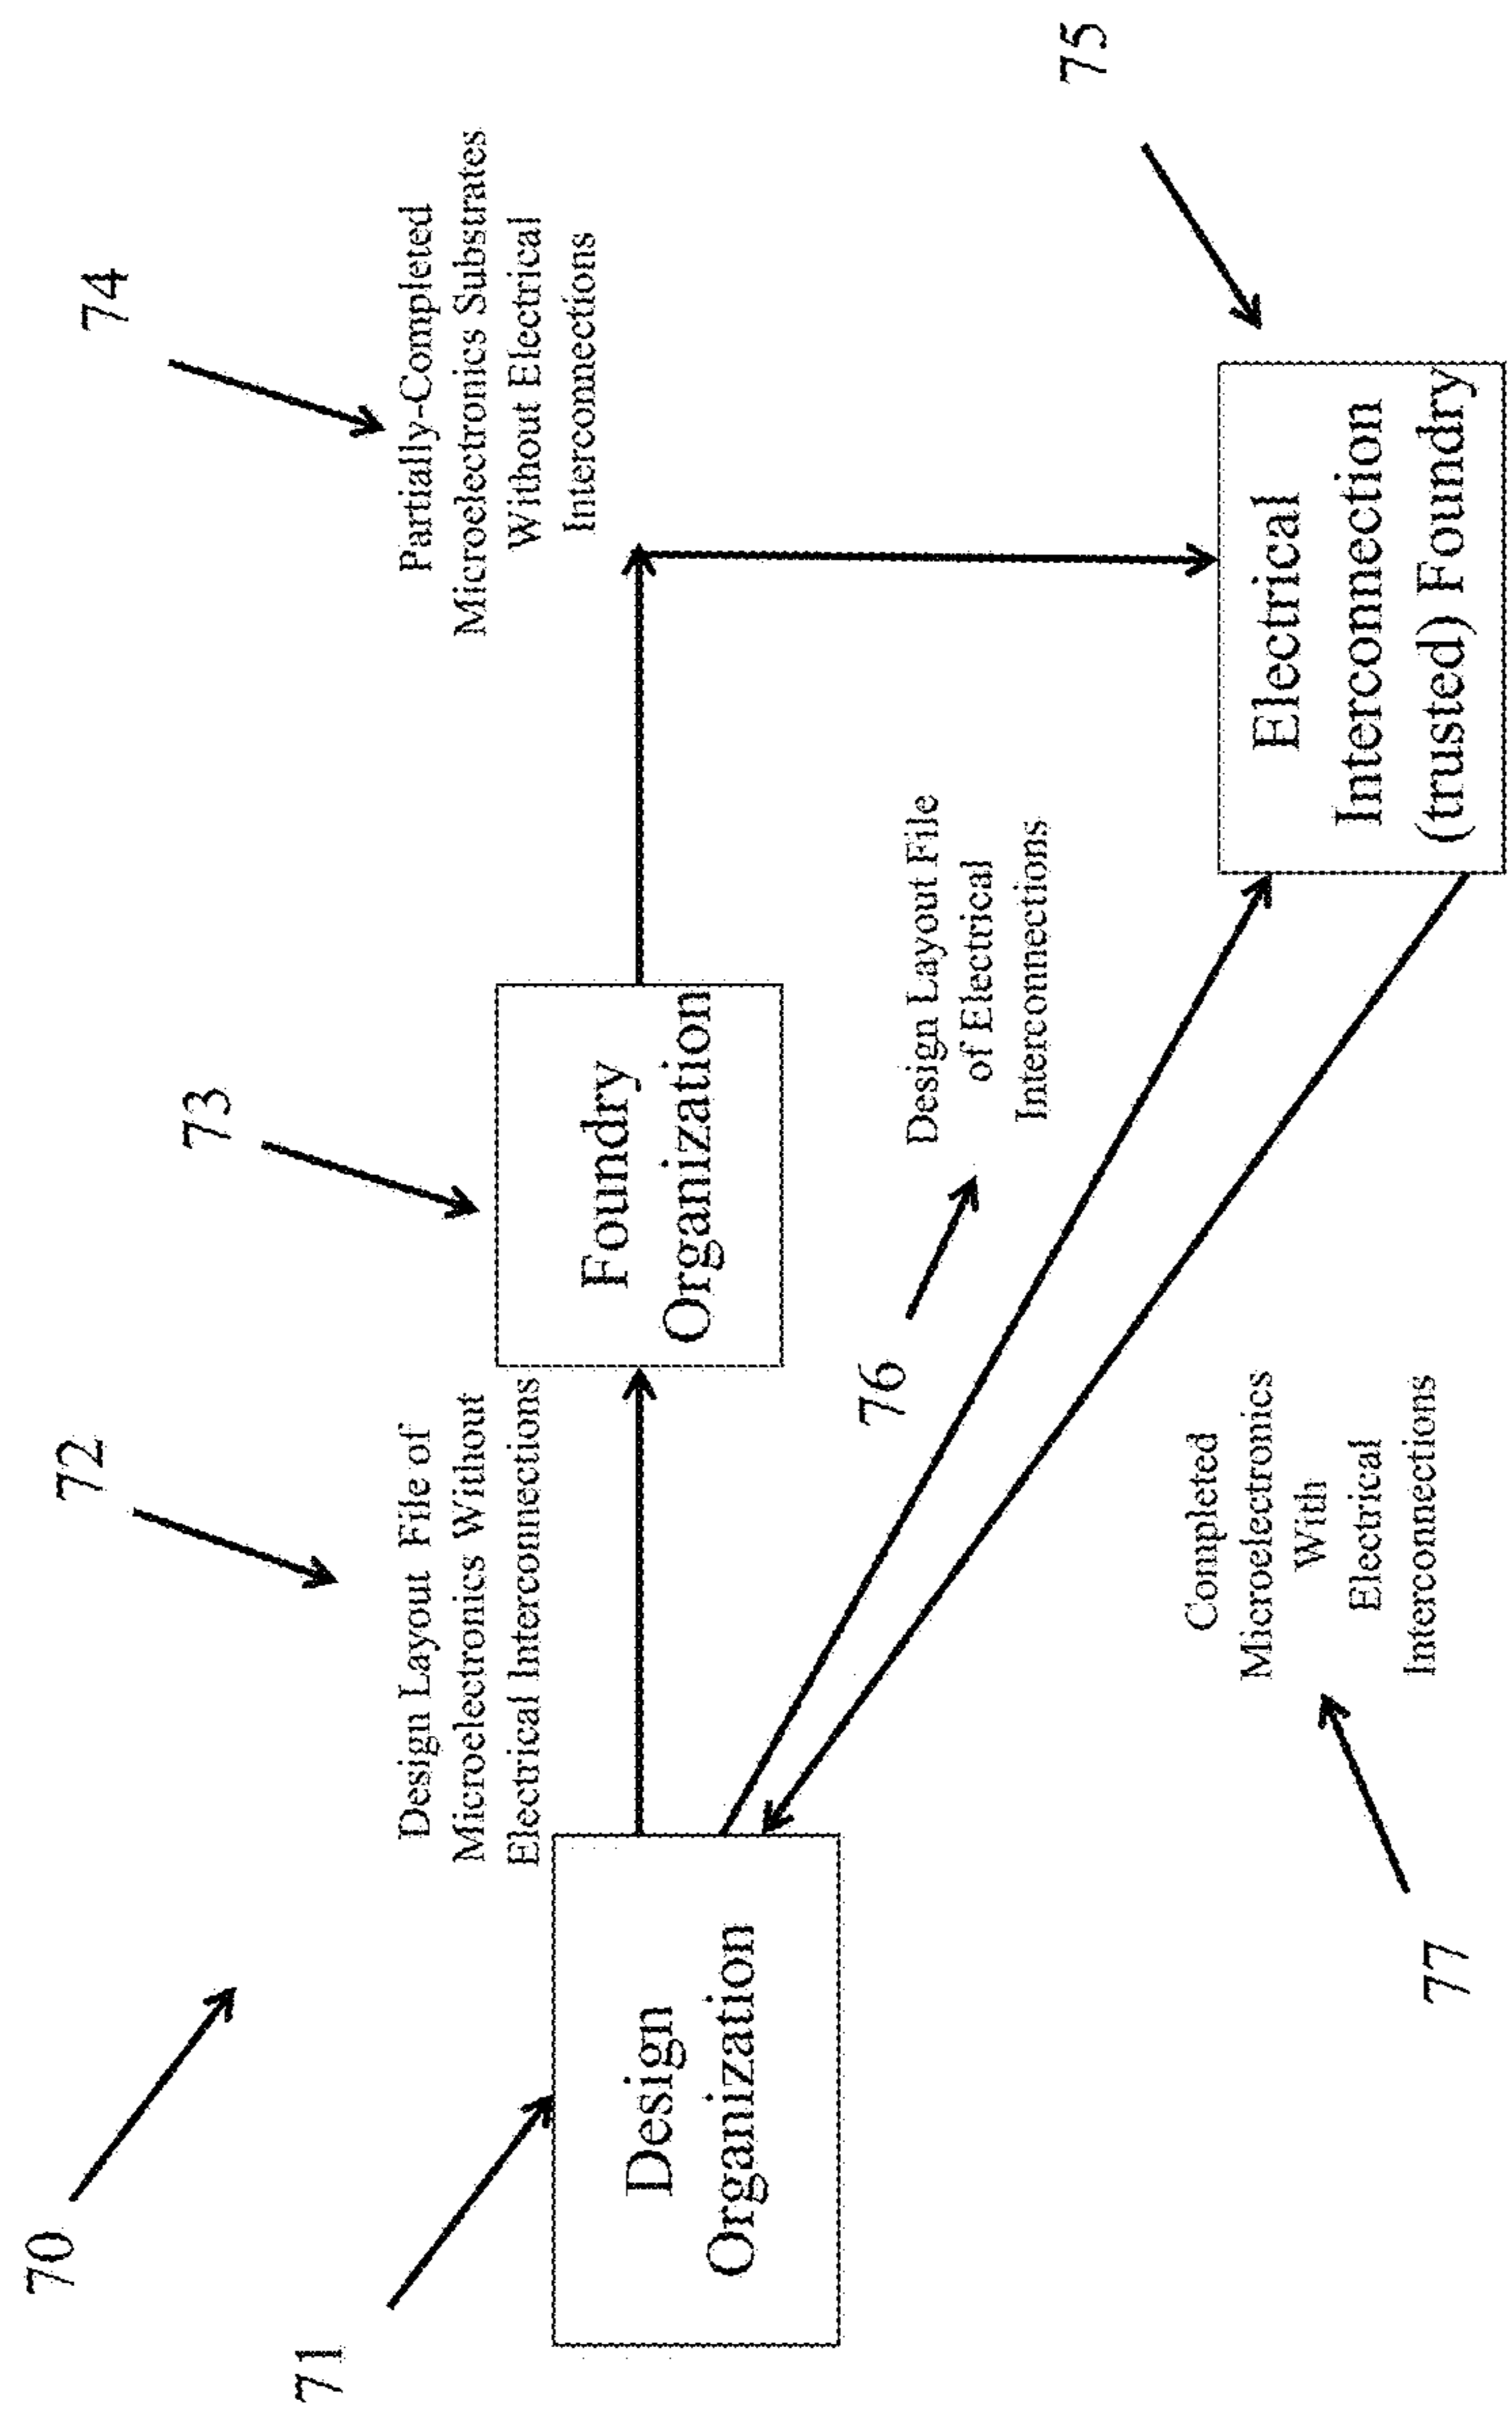 70
71
Design
Organization
72
Design Layout File of
Microelectronics Without
Electrical Interconnections
73
Foundry
Organization
74
Partially-Completed
Microelectronics Substrates
Without Electrical
Interconnections
75
Electrical
Interconnection
(trusted) Foundry
76
Design Layout File
of Electrical
Interconnections
77
Completed
Microelectronics
With
Electrical
Interconnections